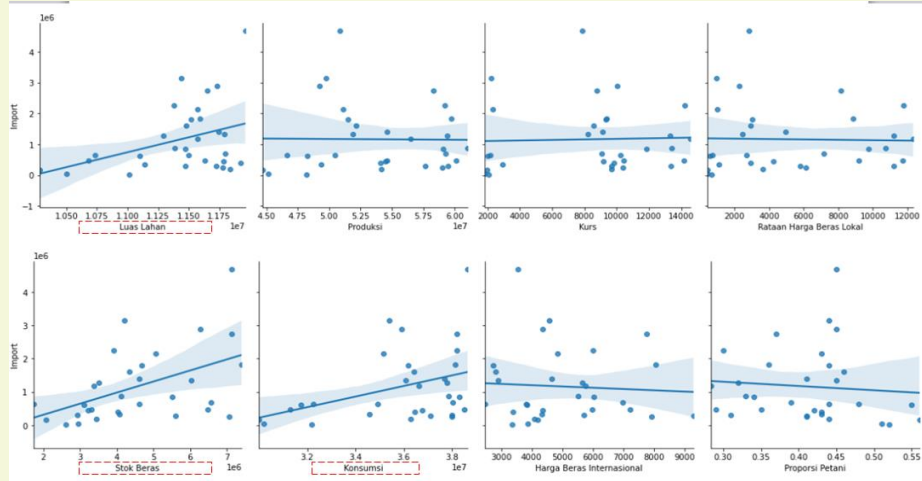 1e6
4
3
2
1
0
−1
Import
1.050 1.075 1.100 1.125 1.150 1.175
Luas Lahan
1e7
4.50 4.75 5.00 5.25 5.50 5.75 6.00
Produksi
1e7
2000 4000 6000 8000 10000 12000 14000
Kurs
2000 4000 6000 8000 10000 12000
Rataan Harga Beras Lokal
1e6
4
3
2
1
0
Import
2 3 4 5 6 7
Stok Beras
1e6
3.2 3.4 3.6 3.8
Konsumsi
1e7
3000 4000 5000 6000 7000 8000 9000
Harga Beras Internasional
0.30 0.35 0.40 0.45 0.50 0.55
Proporsi Petani